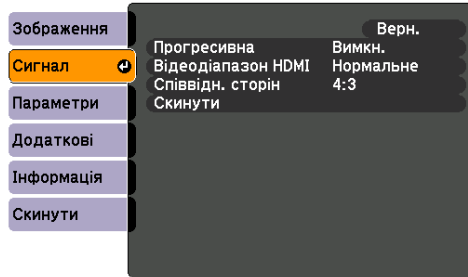 Зображення
Сигнал
Параметри
Додаткові
Інформація
Скинути
Верн.
Прогресивна Вимкн.
Відеодіапазон HDMI Нормальне
Співвідн. сторін 4:3
Скинути